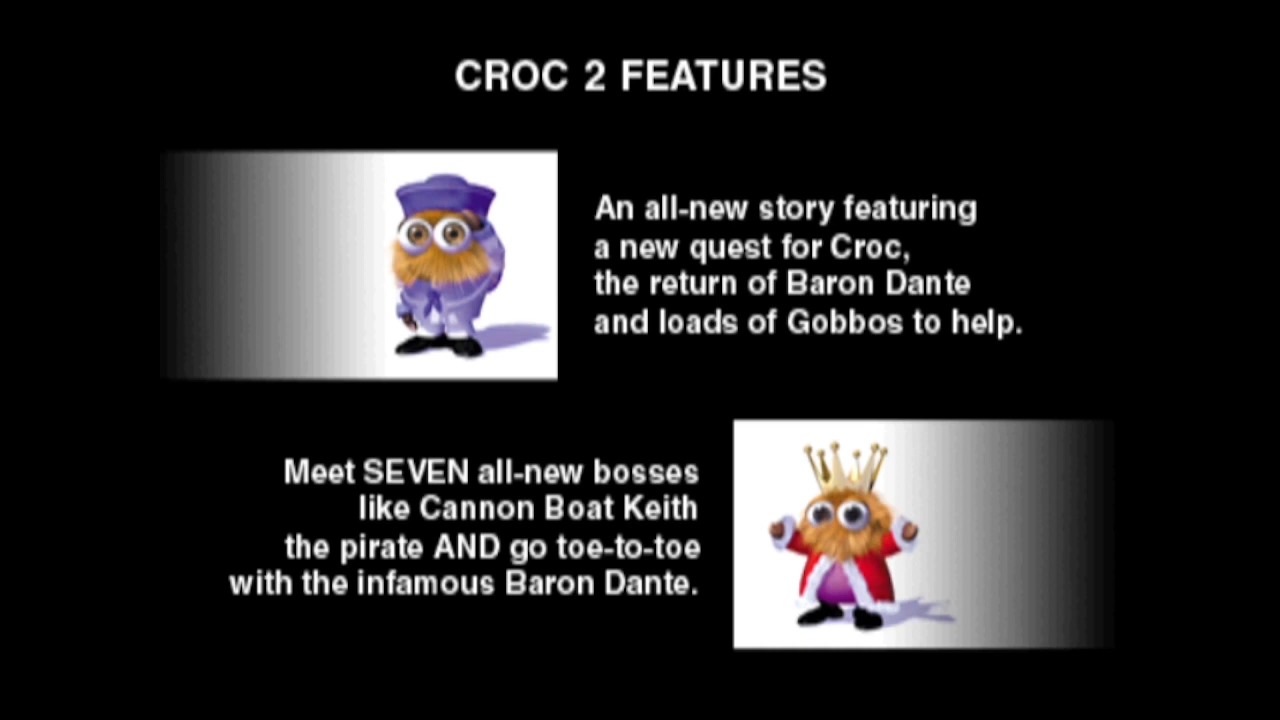 CROC 2 FEATURES
An all-new story featuring
a new quest for Croc,
the return of Baron Dante
and loads of Gobbos to help.
Meet SEVEN all-new bosses
like Cannon Boat Keith
the pirate AND go toe-to-toe
with the infamous Baron Dante.